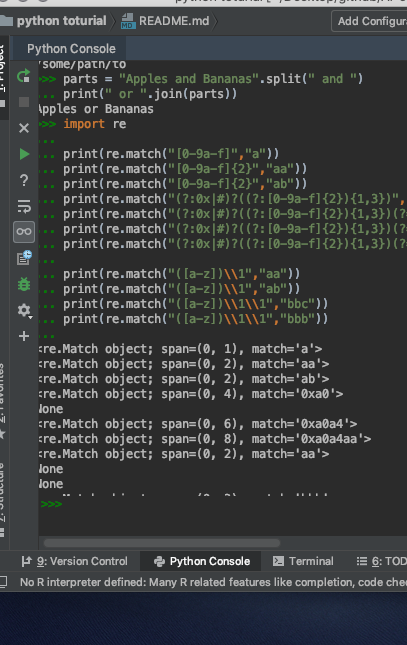 python toturial
README.md
Add Configura
Python Console
1: Project
/some/path/to
>>> parts = "Apples and Bananas".split(" and ")
... print(" or ".join(parts))
Apples or Bananas
>>> import re
...
... print(re.match("[0-9a-f]","a"))
... print(re.match("[0-9a-f]{2}","aa"))
... print(re.match("[0-9a-f]{2}","ab"))
... print(re.match("(?:0x|#)?((?:[0-9a-f]{2}){1,3})",
... print(re.match("(?:0x|#)?((?:[0-9a-f]{2}){1,3})(?
... print(re.match("(?:0x|#)?((?:[0-9a-f]{2}){1,3})(?
... print(re.match("(?:0x|#)?((?:[0-9a-f]{2}){1,3})(?
...
... print(re.match("([a-z])\\1","aa"))
... print(re.match("([a-z])\\1","ab"))
... print(re.match("([a-z])\\1\\1","bbc"))
... print(re.match("([a-z])\\1\\1","bbb"))
...
<re.Match object; span=(0, 1), match='a'>
<re.Match object; span=(0, 2), match='aa'>
<re.Match object; span=(0, 2), match='ab'>
<re.Match object; span=(0, 4), match='0xa0'>
None
<re.Match object; span=(0, 6), match='0xa0a4'>
<re.Match object; span=(0, 8), match='0xa0a4aa'>
<re.Match object; span=(0, 2), match='aa'>
None
None
>>>
2: Favorites
7: Structure
9: Version Control
Python Console
Terminal
6: TOD
No R interpreter defined: Many R related features like completion, code chec